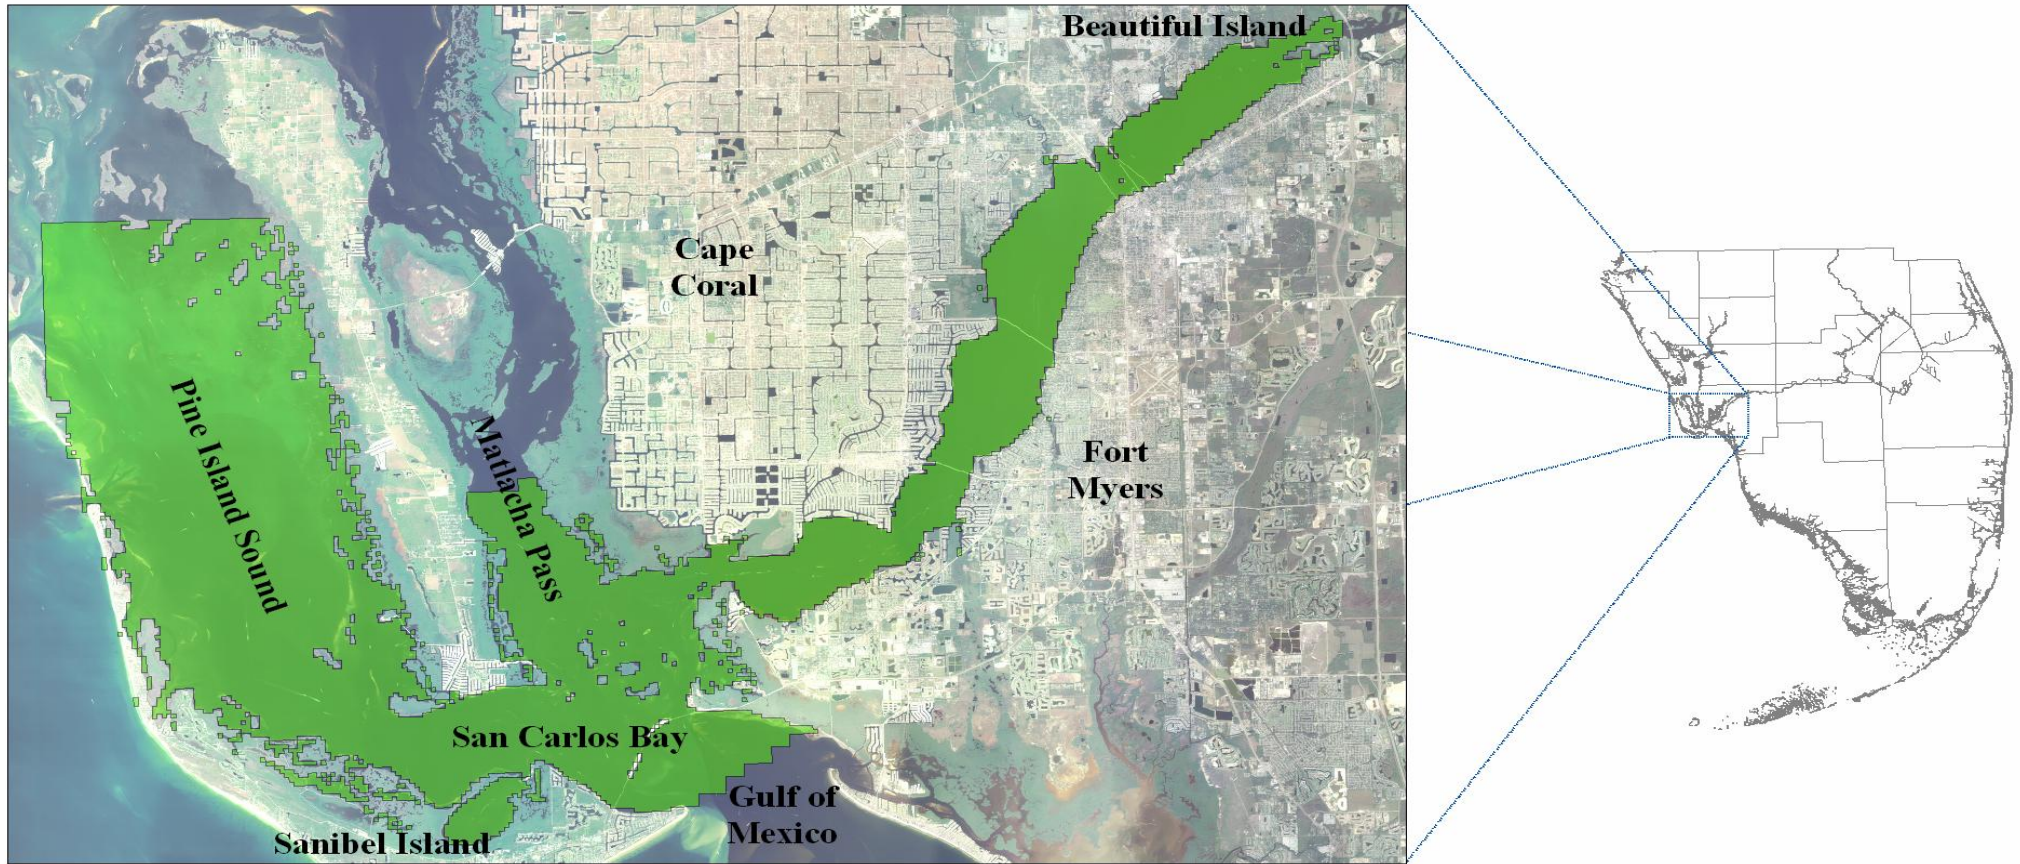 Beautiful Island
Cape
Coral
Pine Island Sound
Matlacha Pass
Fort
Myers
San Carlos Bay
Gulf of
Mexico
Sanibel Island